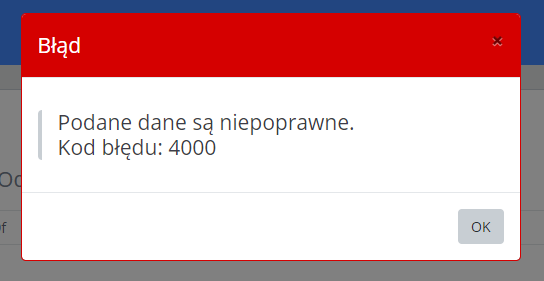 Błąd
×
Podane dane są niepoprawne.
Kod błędu: 4000
OK